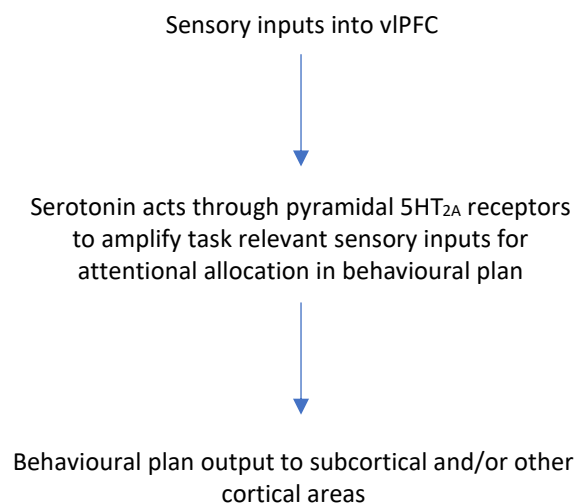 Sensory inputs into vlPFC
Serotonin acts through pyramidal 5HT2A receptors
to amplify task relevant sensory inputs for
attentional allocation in behavioural plan
Behavioural plan output to subcortical and/or other
cortical areas